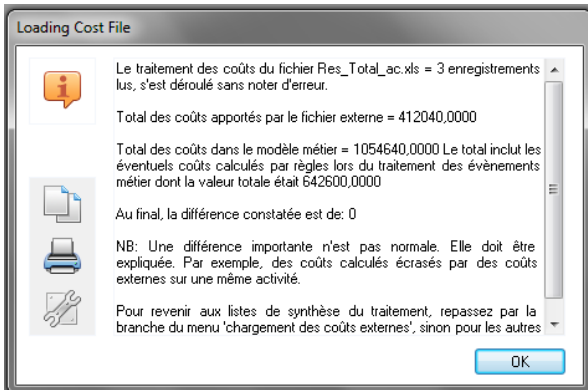 Loading Cost File
Le traitement des coûts du fichier Res_Total_ac.xls = 3 enregistrements
lus, s'est déroulé sans noter d'erreur.
Total des coûts apportés par le fichier externe = 412040,0000
Total des coûts dans le modèle métier = 1054640,0000 Le total inclut les
éventuels coûts calculés par règles lors du traitement des évènements
métier dont la valeur totale était 642600,0000
Au final, la différence constatée est de: 0
NB: Une différence importante n'est pas normale. Elle doit être
expliquée. Par exemple, des coûts calculés écrasés par des coûts
externes sur une même activité.
Pour revenir aux listes de synthèse du traitement, repassez par la
branche du menu 'chargement des coûts externes', sinon pour les autres
OK